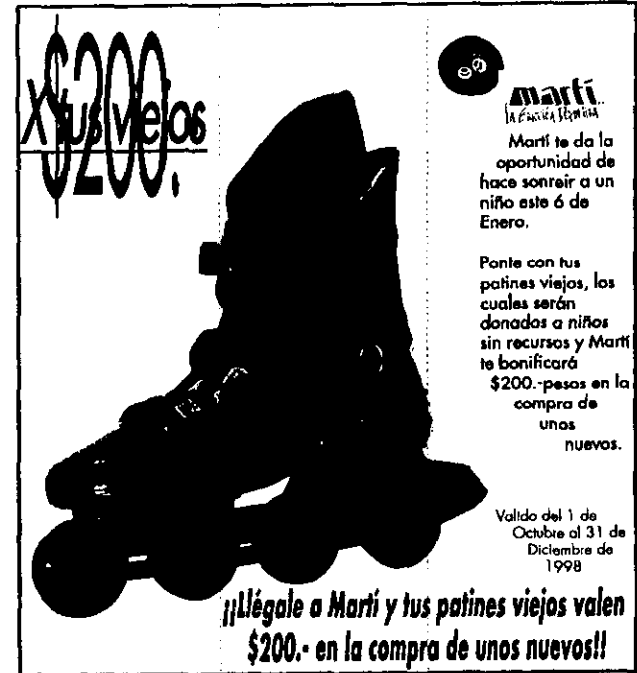 $200.
X tus viejos
martí
Martí te da la
oportunidad de
hace sonreir a un
niño este 6 de
Enero.
Ponte con tus
patines viejos, los
cuales serán
donados a niños
sin recursos y Martí
te bonificará
$200.-pesos en la
compra de
unos
nuevos.
Valido del 1 de
Octubre al 31 de
Diciembre de
1998
¡¡Llégale a Martí y tus patines viejos valen
$200.- en la compra de unos nuevos!!